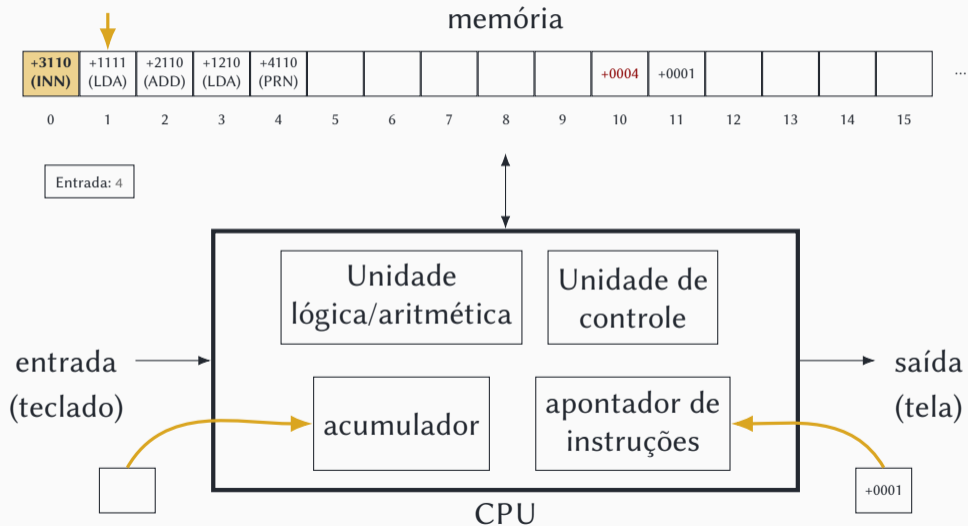 memória
+3110 +1111 +2110 +1210 +4110 +0004 +0001 ...
(INN) (LDA) (ADD) (LDA) (PRN)
0 1 2 3 4 5 6 7 8 9 10 11 12 13 14 15
Entrada: 4
Unidade
lógica/aritmética
Unidade de
controle
entrada
(teclado)
saída
(tela)
acumulador
apontador de
instruções
+0001
CPU